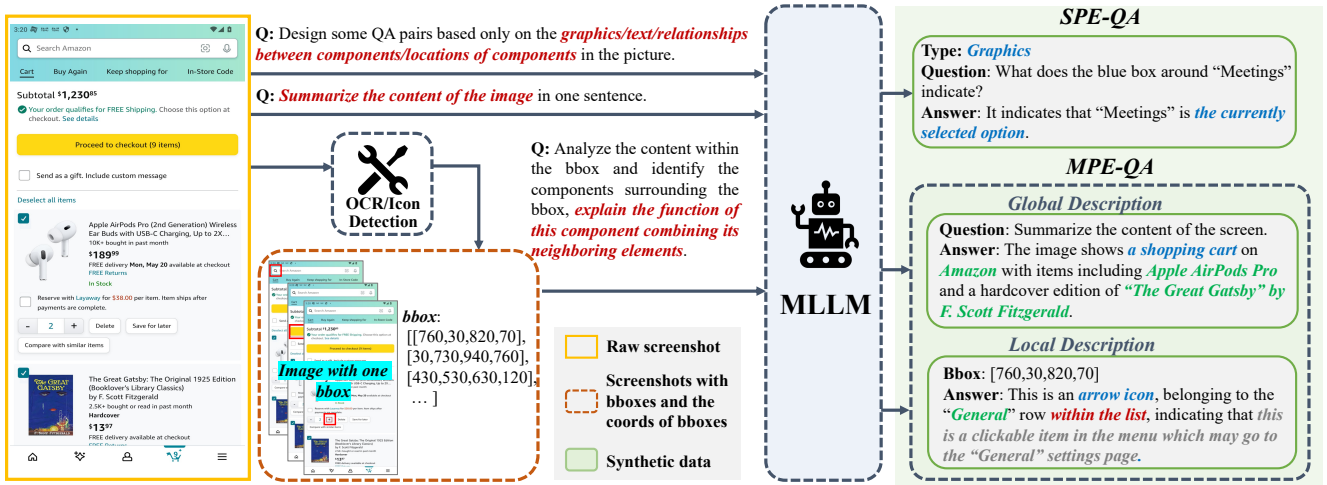 3:20
Search Amazon
Cart Buy Again Keep shopping for In-Store Code
Subtotal $1,230⁸⁵
Your order qualifies for FREE Shipping. Choose this option at
checkout. See details
Proceed to checkout (9 items)
Send as a gift. Include custom message
Deselect all items
Apple AirPods Pro (2nd Generation) Wireless
Ear Buds with USB-C Charging, Up to 2X...
10K+ bought in past month
$189⁹⁹
FREE delivery Mon, May 20 available at checkout
FREE Returns
In Stock
Reserve with Layaway for $38.00 per item. Item ships after
payments are complete.
- 2 + Delete Save for later
Compare with similar items
The GREAT
GATSBY
The Great Gatsby: The Original 1925 Edition
(Booklover's Library Classics)
by F. Scott Fitzgerald
2.5K+ bought or read in past month
Hardcover
$13⁹⁷
FREE delivery available at checkout
FREE Returns
9
Q: Design some QA pairs based only on the graphics/text/relationships
between components/locations of components in the picture.
Q: Summarize the content of the image in one sentence.
OCR/Icon
Detection
Q: Analyze the content within
the bbox and identify the
components surrounding the
bbox, explain the function of
this component combining its
neighboring elements.
Image with one
bbox
bbox:
[[760,30,820,70],
[30,730,940,760],
[430,530,630,120],
... ]
Raw screenshot
Screenshots with
bboxes and the
coords of bboxes
Synthetic data
MLLM
SPE-QA
Type: Graphics
Question: What does the blue box around “Meetings”
indicate?
Answer: It indicates that “Meetings” is the currently
selected option.
MPE-QA
Global Description
Question: Summarize the content of the screen.
Answer: The image shows a shopping cart on
Amazon with items including Apple AirPods Pro
and a hardcover edition of “The Great Gatsby” by
F. Scott Fitzgerald.
Local Description
Bbox: [760,30,820,70]
Answer: This is an arrow icon, belonging to the
“General” row within the list, indicating that this
is a clickable item in the menu which may go to
the “General” settings page.